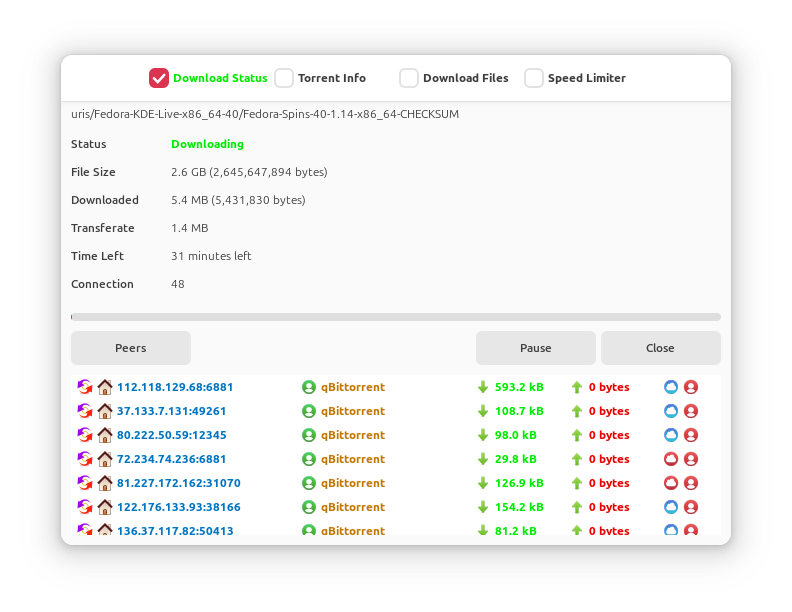 Download Status Torrent Info Download Files Speed Limiter
uris/Fedora-KDE-Live-x86_64-40/Fedora-Spins-40-1.14-x86_64-CHECKSUM
Status Downloading
File Size 2.6 GB (2,645,647,894 bytes)
Downloaded 5.4 MB (5,431,830 bytes)
Transferate 1.4 MB
Time Left 31 minutes left
Connection 48
Peers Pause Close
112.118.129.68:6881 qBittorrent 593.2 kB 0 bytes
37.133.7.131:49261 qBittorrent 108.7 kB 0 bytes
80.222.50.59:12345 qBittorrent 98.0 kB 0 bytes
72.234.74.236:6881 qBittorrent 29.8 kB 0 bytes
81.227.172.162:31070 qBittorrent 126.9 kB 0 bytes
122.176.133.93:38166 qBittorrent 154.2 kB 0 bytes
136.37.117.82:50413 qBittorrent 81.2 kB 0 bytes